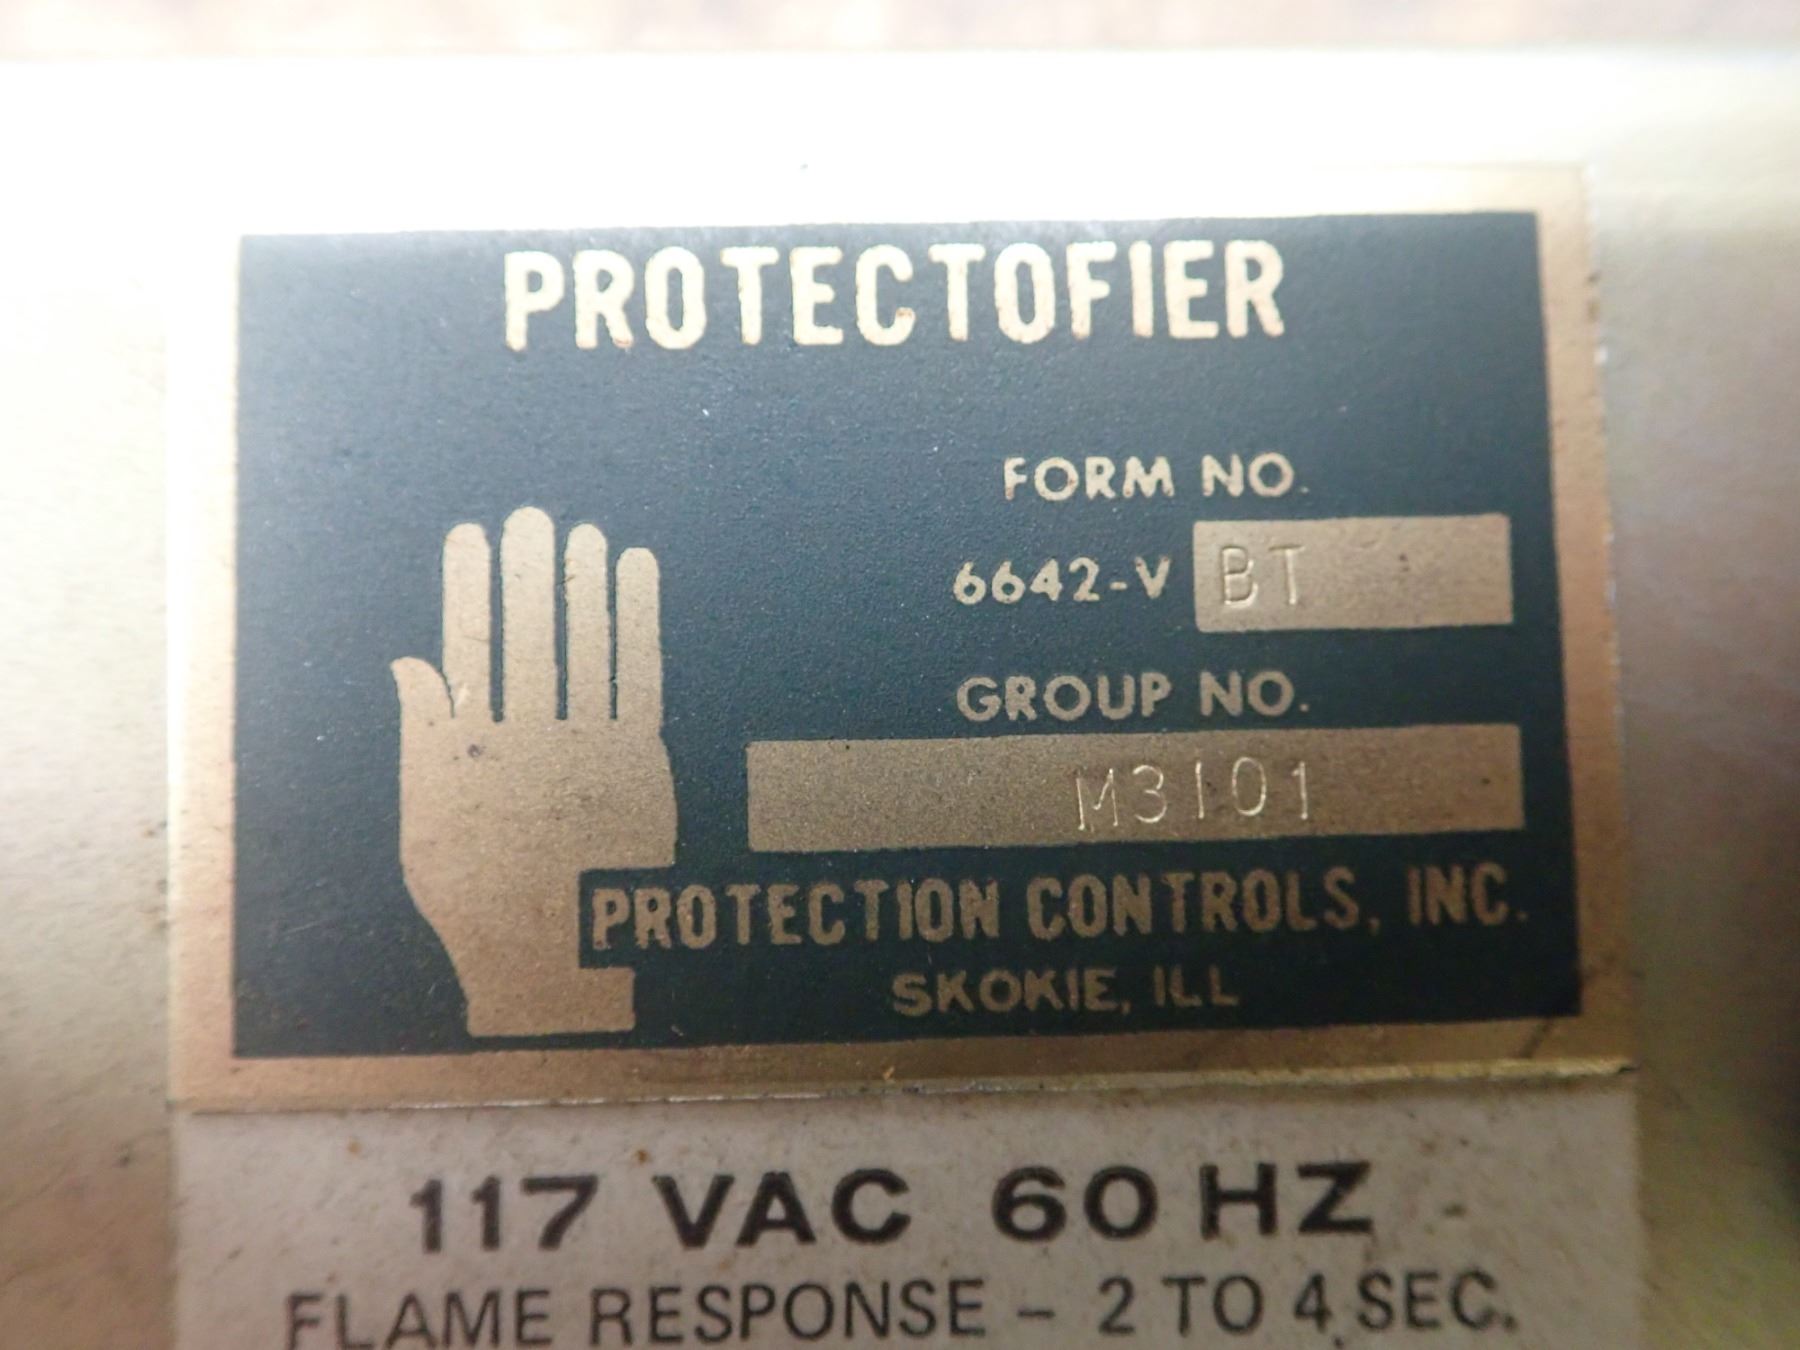 PROTECTOFIER
FORM NO.
6642-V BT
GROUP NO.
M3101
PROTECTION CONTROLS, INC.
SKOKIE, ILL
117 VAC 60 HZ
FLAME RESPONSE – 2 TO 4 SEC.